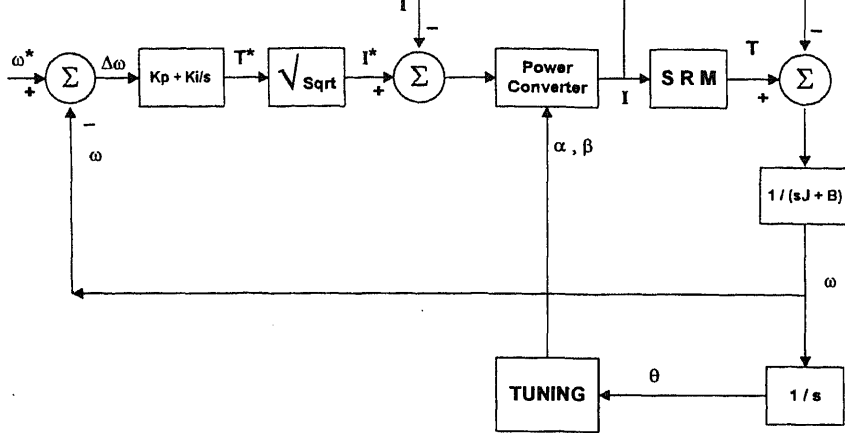 I
−
−
ω*
+
Σ
Δω
Kp + Ki/s
T*
√ Sqrt
I*
+
Σ
Power
Converter
I
S R M
T
+
Σ
−
ω
α , β
1 / (sJ + B)
ω
TUNING
θ
1 / s